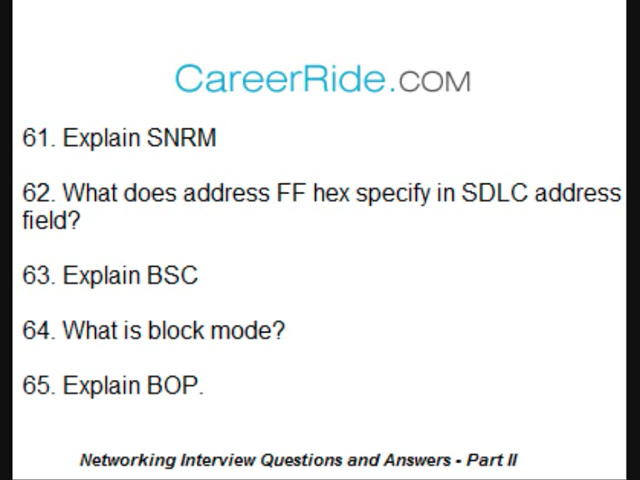 CareerRide.COM
61. Explain SNRM
62. What does address FF hex specify in SDLC address
field?
63. Explain BSC
64. What is block mode?
65. Explain BOP.
Networking Interview Questions and Answers - Part II